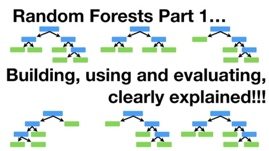 Random Forests Part 1...
Building, using and evaluating,
clearly explained!!!